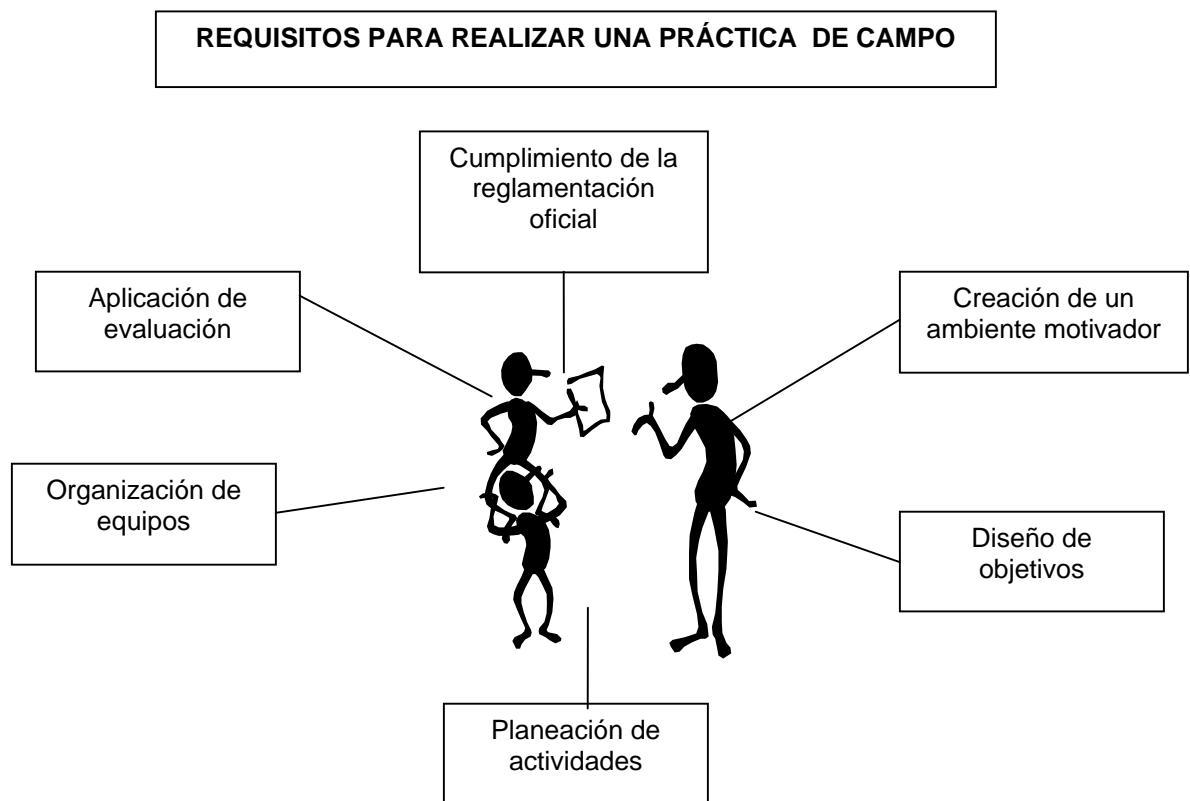 REQUISITOS PARA REALIZAR UNA PRÁCTICA DE CAMPO
Cumplimiento de la
reglamentación
oficial
Aplicación de
evaluación
Creación de un
ambiente motivador
Organización de
equipos
Diseño de
objetivos
Planeación de
actividades